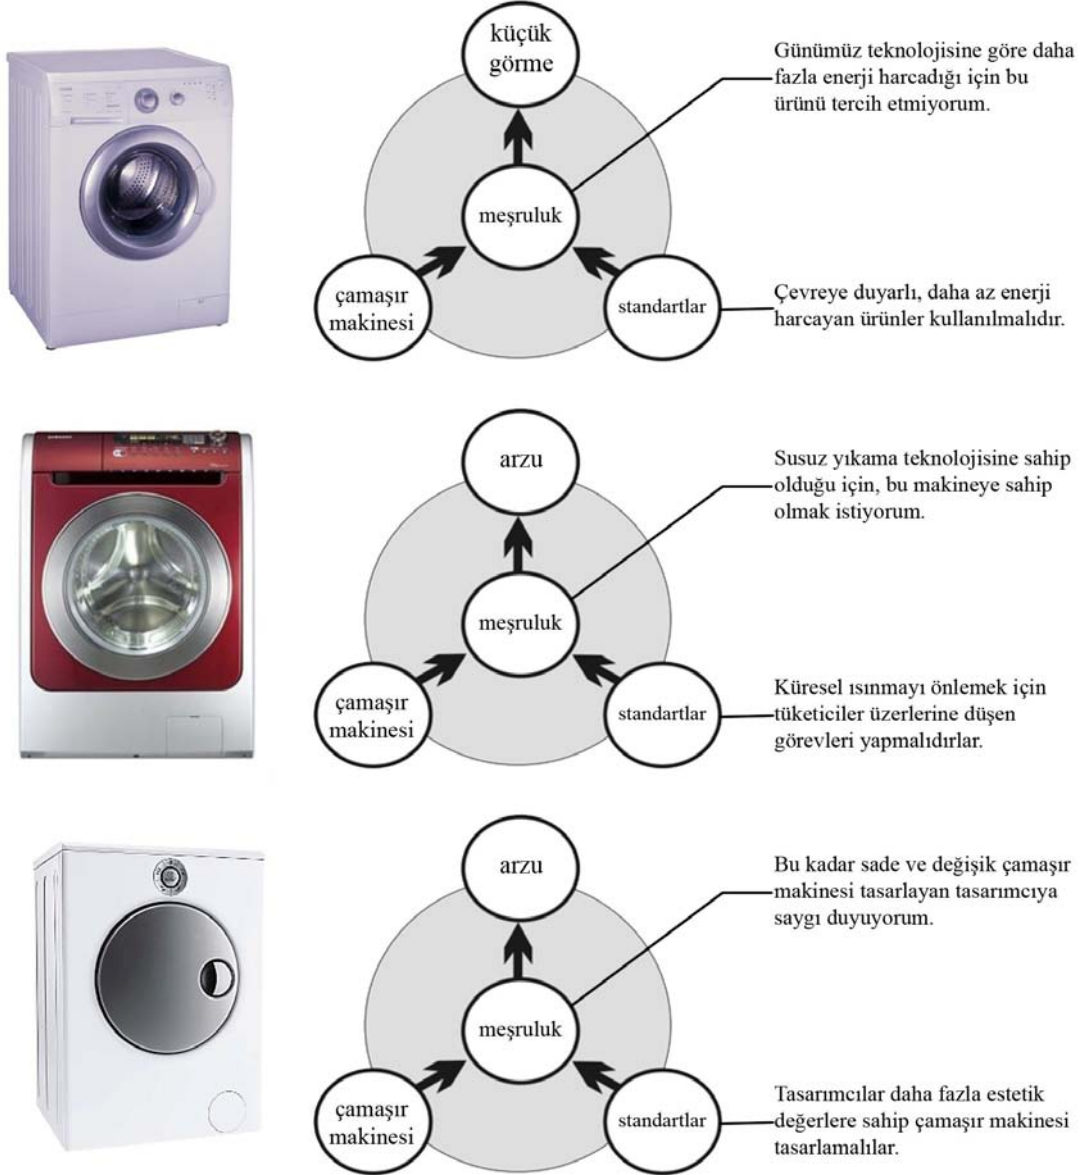 küçük
görme
Günümüz teknolojisine göre daha
fazla enerji harcadığı için bu
ürünü tercih etmiyorum.
meşruluk
çamaşır
makinesi
standartlar
Çevreye duyarlı, daha az enerji
harcayan ürünler kullanılmalıdır.
SAMSUNG
arzu
Susuz yıkama teknolojisine sahip
olduğu için, bu makineye sahip
olmak istiyorum.
meşruluk
çamaşır
makinesi
standartlar
Küresel ısınmayı önlemek için
tüketiciler üzerlerine düşen
görevleri yapmalıdırlar.
arzu
Bu kadar sade ve değişik çamaşır
makinesi tasarlayan tasarımcıya
saygı duyuyorum.
meşruluk
çamaşır
makinesi
standartlar
Tasarımcılar daha fazla estetik
değerlere sahip çamaşır makinesi
tasarlamalılar.